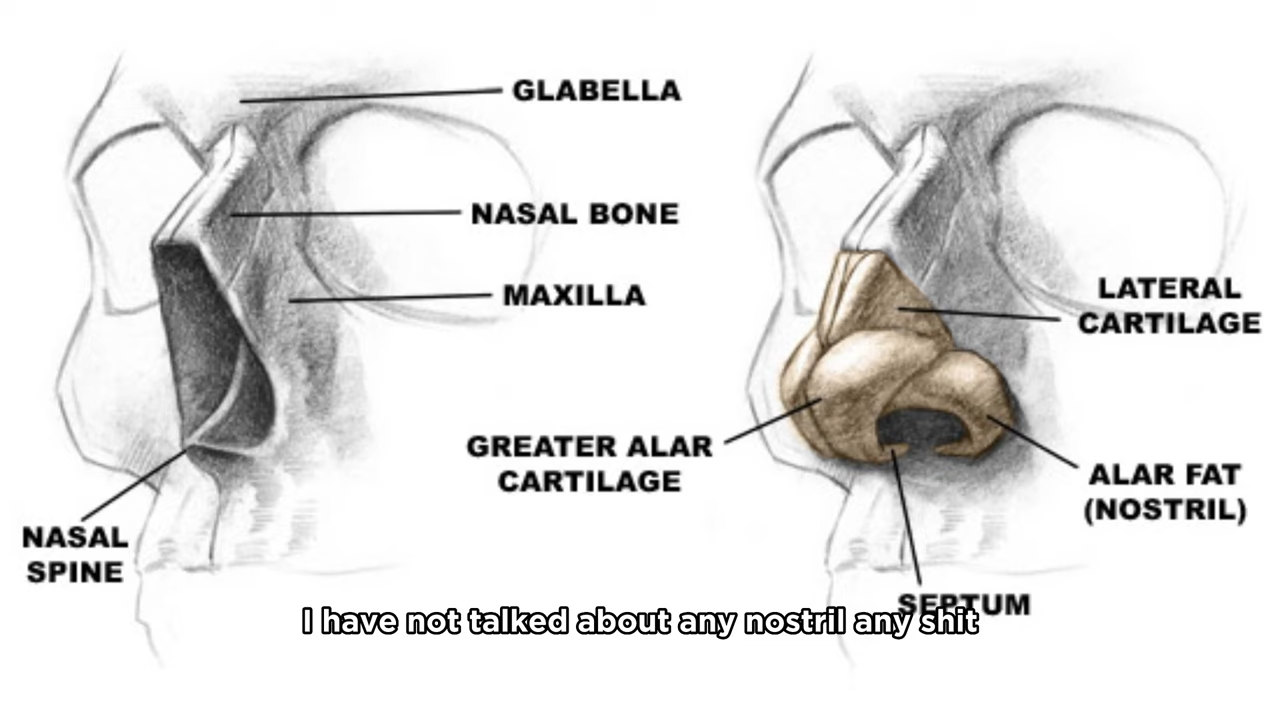 GLABELLA
NASAL BONE
MAXILLA
LATERAL
CARTILAGE
GREATER ALAR
CARTILAGE
ALAR FAT
(NOSTRIL)
NASAL
SPINE
SEPTUM
I have not talked about any nostril any shit